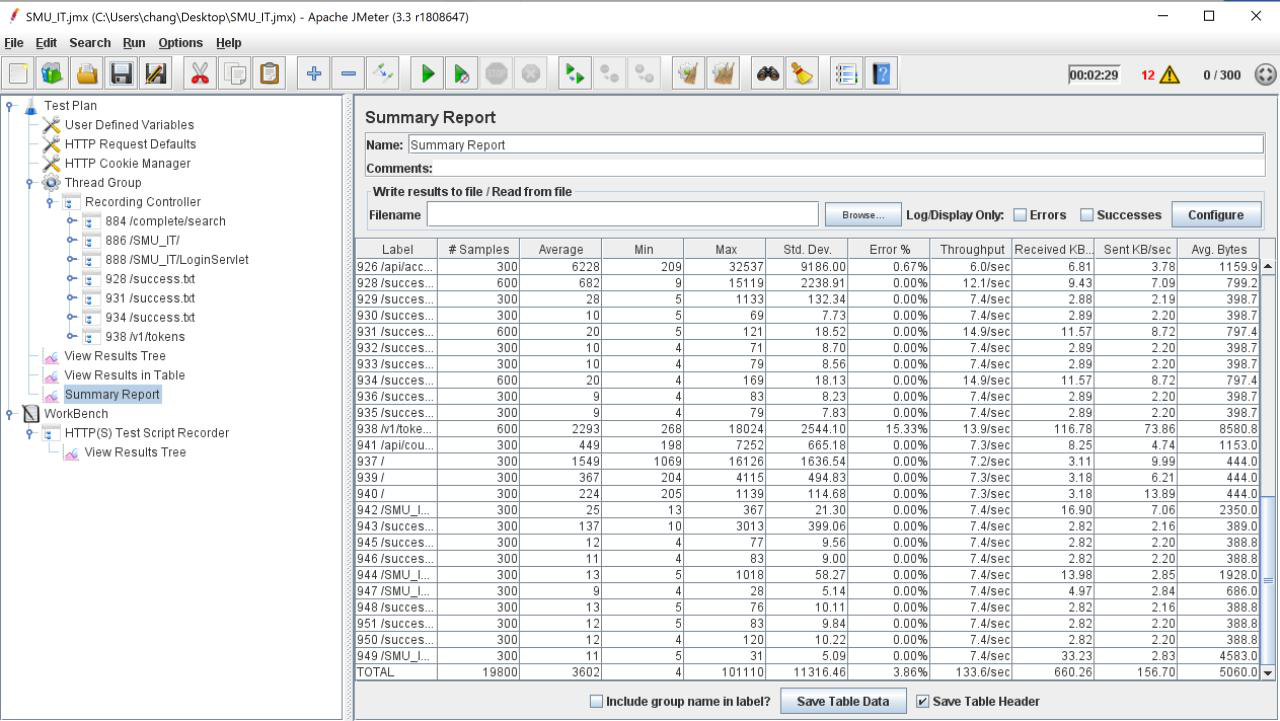 SMU_IT.jmx (C:\Users\chang\Desktop\SMU_IT.jmx) - Apache JMeter (3.3 r1808647)
File Edit Search Run Options Help
00:02:29 12 0 / 300
Test Plan
User Defined Variables
HTTP Request Defaults
HTTP Cookie Manager
Thread Group
Recording Controller
884 /complete/search
886 /SMU_IT/
888 /SMU_IT/LoginServlet
928 /success.txt
931 /success.txt
934 /success.txt
938 /v1/tokens
View Results Tree
View Results in Table
Summary Report
WorkBench
HTTP(S) Test Script Recorder
View Results Tree
Summary Report
Name: Summary Report
Comments:
Write results to file / Read from file
Filename Browse... Log/Display Only: Errors Successes Configure
Label # Samples Average Min Max Std. Dev. Error % Throughput Received KB... Sent KB/sec Avg. Bytes
926 /api/acc... 300 6228 209 32537 9186.00 0.67% 6.0/sec 6.81 3.78 1159.9
928 /succes... 600 682 9 15119 2238.91 0.00% 12.1/sec 9.43 7.09 799.2
929 /succes... 300 28 5 1133 132.34 0.00% 7.4/sec 2.88 2.19 398.7
930 /succes... 300 10 5 69 7.73 0.00% 7.4/sec 2.89 2.20 398.7
931 /succes... 600 20 5 121 18.52 0.00% 14.9/sec 11.57 8.72 797.4
932 /succes... 300 10 4 71 8.70 0.00% 7.4/sec 2.89 2.20 398.7
933 /succes... 300 10 4 79 8.56 0.00% 7.4/sec 2.89 2.20 398.7
934 /succes... 600 20 4 169 18.13 0.00% 14.9/sec 11.57 8.72 797.4
936 /succes... 300 9 4 83 8.23 0.00% 7.4/sec 2.89 2.20 398.7
935 /succes... 300 9 4 79 7.83 0.00% 7.4/sec 2.89 2.20 398.7
938 /v1/toke... 600 2293 268 18024 2544.10 15.33% 13.9/sec 116.78 73.86 8580.8
941 /api/cou... 300 449 198 7252 665.18 0.00% 7.3/sec 8.25 4.74 1153.0
937 / 300 1549 1069 16126 1636.54 0.00% 7.2/sec 3.11 9.99 444.0
939 / 300 367 204 4115 494.83 0.00% 7.3/sec 3.18 6.21 444.0
940 / 300 224 205 1139 114.68 0.00% 7.3/sec 3.18 13.89 444.0
942 /SMU_I... 300 25 13 367 21.30 0.00% 7.4/sec 16.90 7.06 2350.0
943 /succes... 300 137 10 3013 399.06 0.00% 7.4/sec 2.82 2.16 389.0
945 /succes... 300 12 4 77 9.56 0.00% 7.4/sec 2.82 2.20 388.8
946 /succes... 300 11 4 83 9.00 0.00% 7.4/sec 2.82 2.20 388.8
944 /SMU_I... 300 13 5 1018 58.27 0.00% 7.4/sec 13.98 2.85 1928.0
947 /SMU_I... 300 9 4 28 5.14 0.00% 7.4/sec 4.97 2.84 686.0
948 /succes... 300 13 5 76 10.11 0.00% 7.4/sec 2.82 2.16 388.8
951 /succes... 300 12 5 83 9.84 0.00% 7.4/sec 2.82 2.20 388.8
950 /succes... 300 12 4 120 10.22 0.00% 7.4/sec 2.82 2.20 388.8
949 /SMU_I... 300 11 5 31 5.09 0.00% 7.4/sec 33.23 2.83 4583.0
TOTAL 19800 3602 4 101110 11316.46 3.86% 133.6/sec 660.26 156.70 5060.0
Include group name in label? Save Table Data Save Table Header